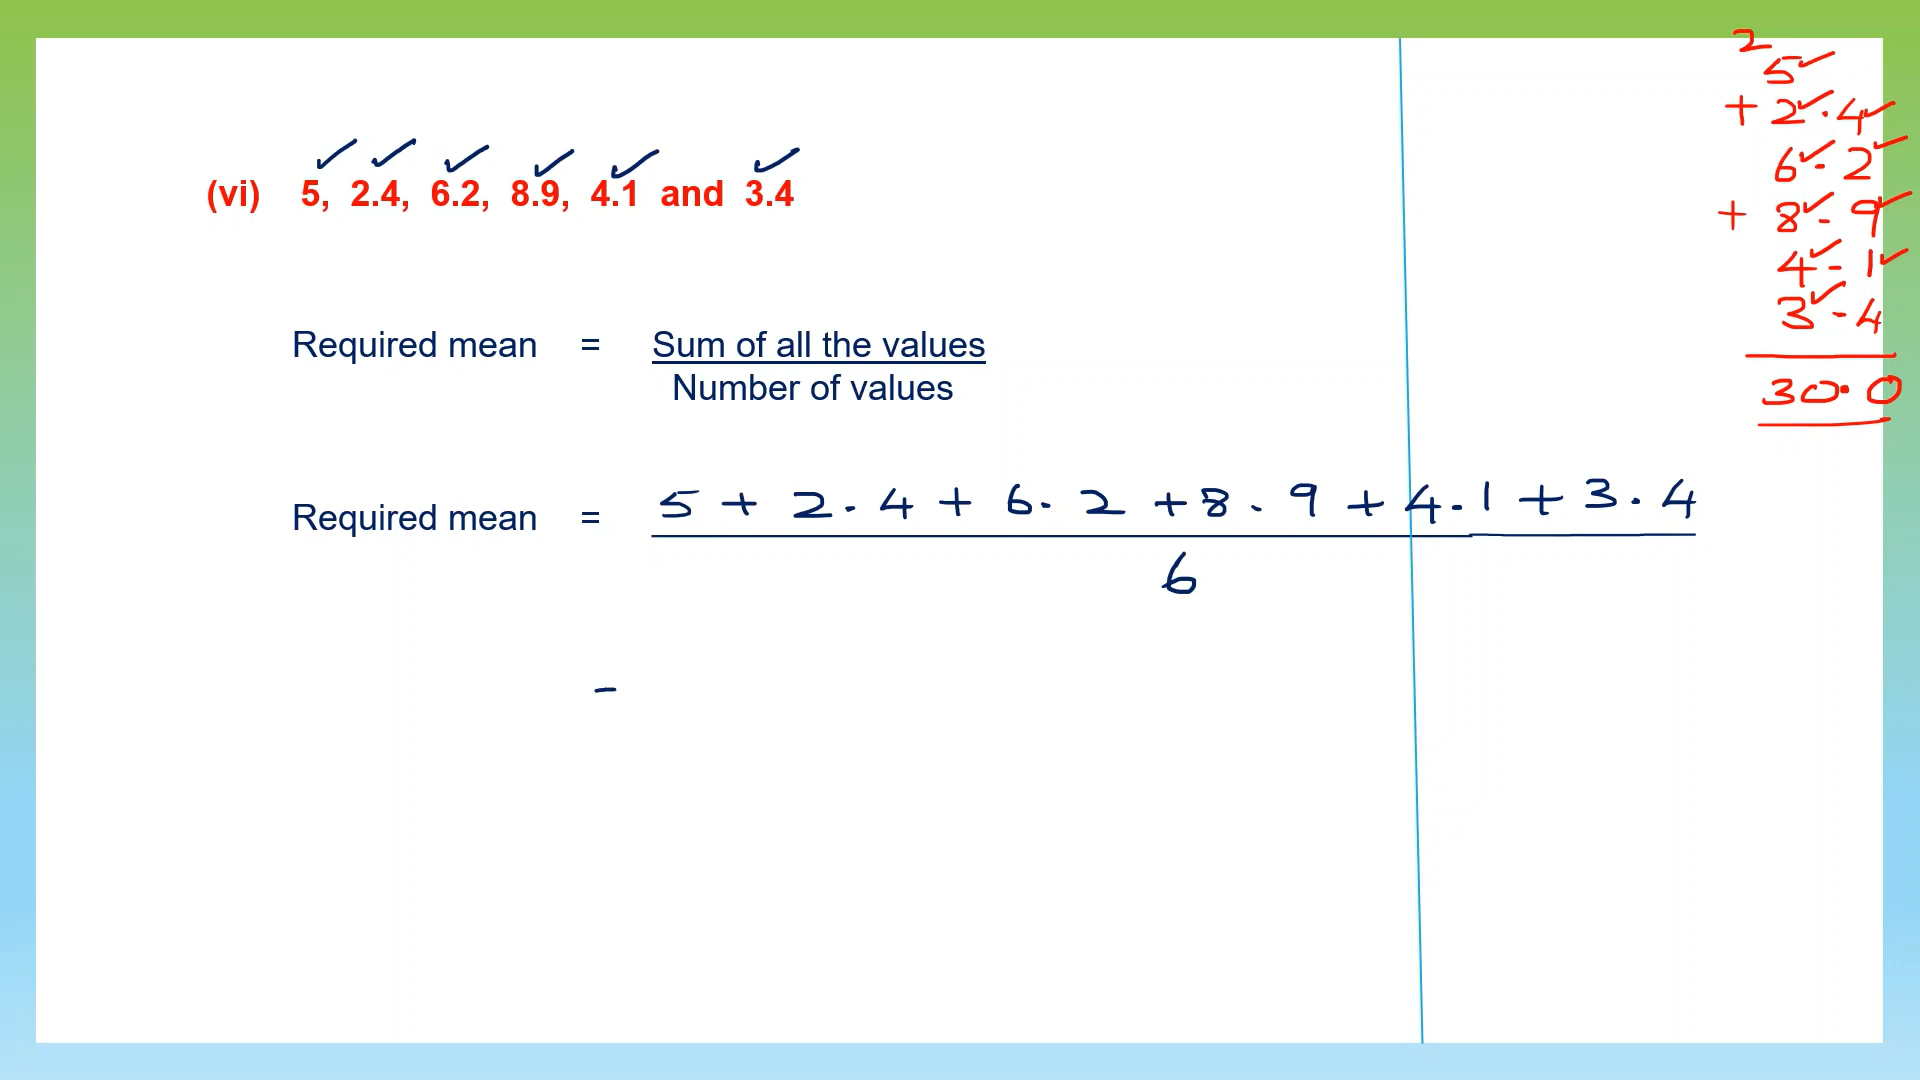 (vi) 5, 2.4, 6.2, 8.9, 4.1 and 3.4
Required mean = Sum of all the values
Number of values
Required mean = 5 + 2.4 + 6.2 + 8.9 + 4.1 + 3.4
6
-
2
5
+ 2.4
6.2
+ 8.9
4.1
3.4
30.0